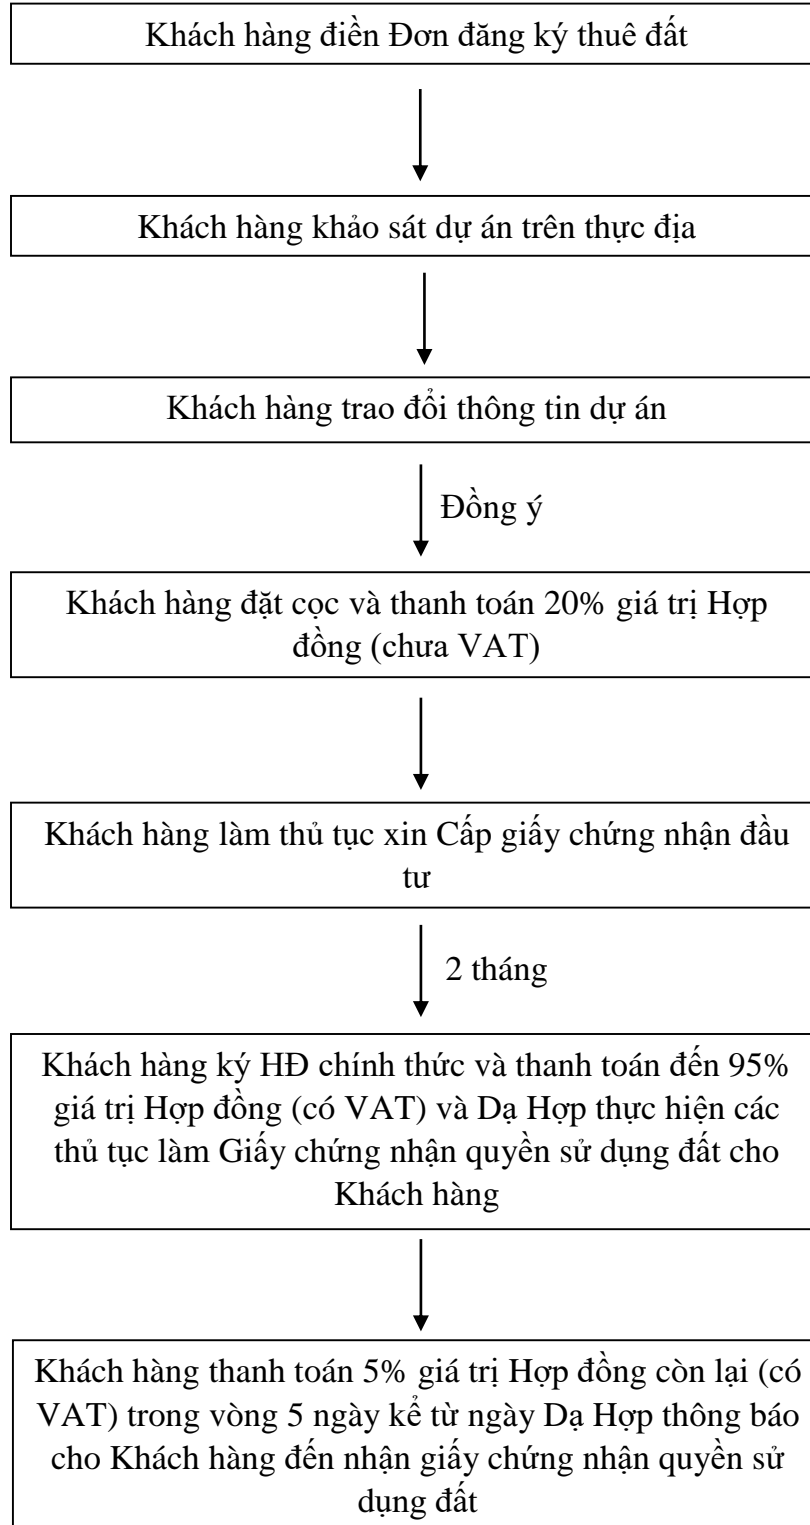 Khách hàng điền Đơn đăng ký thuê đất
Khách hàng khảo sát dự án trên thực địa
Khách hàng trao đổi thông tin dự án
Đồng ý
Khách hàng đặt cọc và thanh toán 20% giá trị Hợp
đồng (chưa VAT)
Khách hàng làm thủ tục xin Cấp giấy chứng nhận đầu
tư
2 tháng
Khách hàng ký HĐ chính thức và thanh toán đến 95%
giá trị Hợp đồng (có VAT) và Dạ Hợp thực hiện các
thủ tục làm Giấy chứng nhận quyền sử dụng đất cho
Khách hàng
Khách hàng thanh toán 5% giá trị Hợp đồng còn lại (có
VAT) trong vòng 5 ngày kể từ ngày Dạ Hợp thông báo
cho Khách hàng đến nhận giấy chứng nhận quyền sử
dụng đất